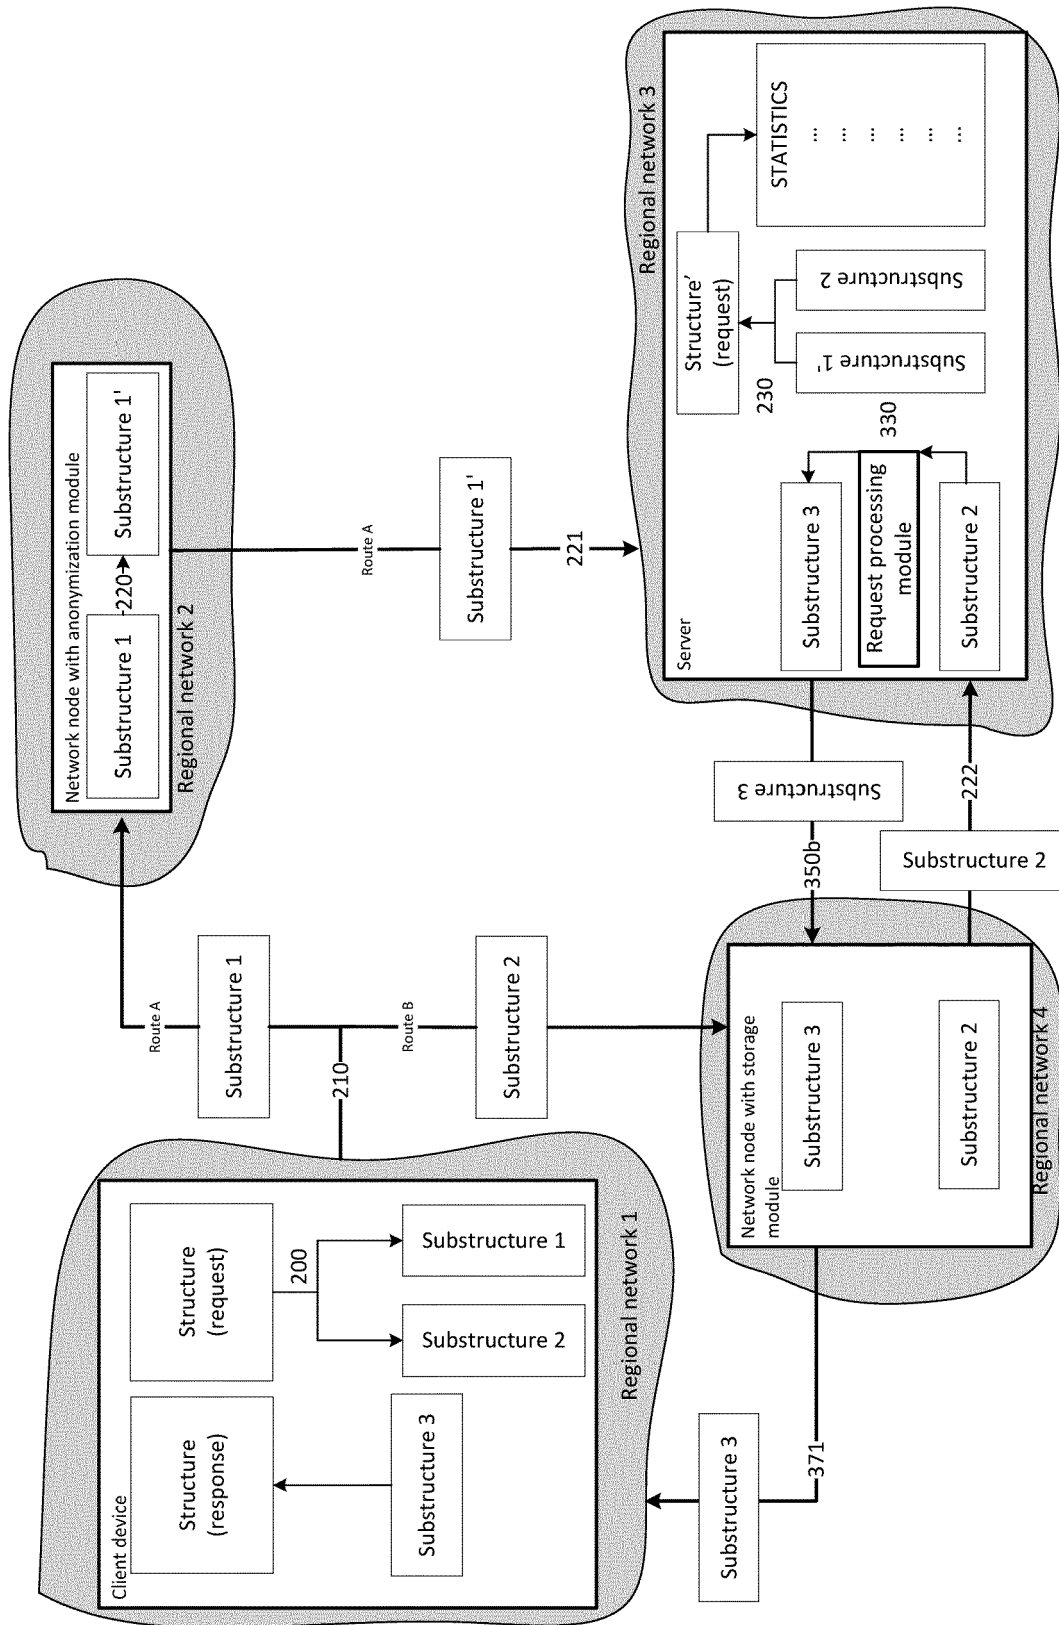 Client device
Structure
(response)
Structure
(request)
200
Substructure 3
Substructure 2
Substructure 1
Regional network 1
210
Route A
Substructure 1
Route B
Substructure 2
Network node with anonymization module
Substructure 1
220
Substructure 1'
Regional network 2
Route A
Substructure 1'
221
Substructure 3
371
Network node with storage
module
Substructure 3
Substructure 2
Regional network 4
350b
Substructure 3
Substructure 2
222
Regional network 3
Server
Substructure 3
Request processing
module
Substructure 2
330
Structure'
(request)
230
Substructure 1'
Substructure 2
STATISTICS
...
...
...
...
...
...